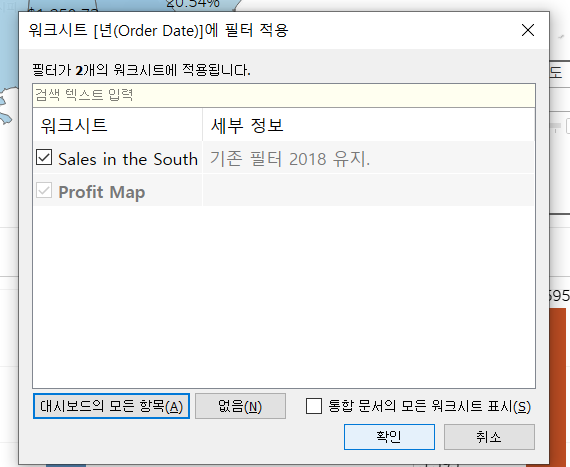 20.54%
워크시트 [년(Order Date)]에 필터 적용
필터가 2개의 워크시트에 적용됩니다.
검색 텍스트 입력
워크시트 세부 정보
Sales in the South 기존 필터 2018 유지.
Profit Map
대시보드의 모든 항목(A) 없음(N) 통합 문서의 모든 워크시트 표시(S)
확인 취소
도
595